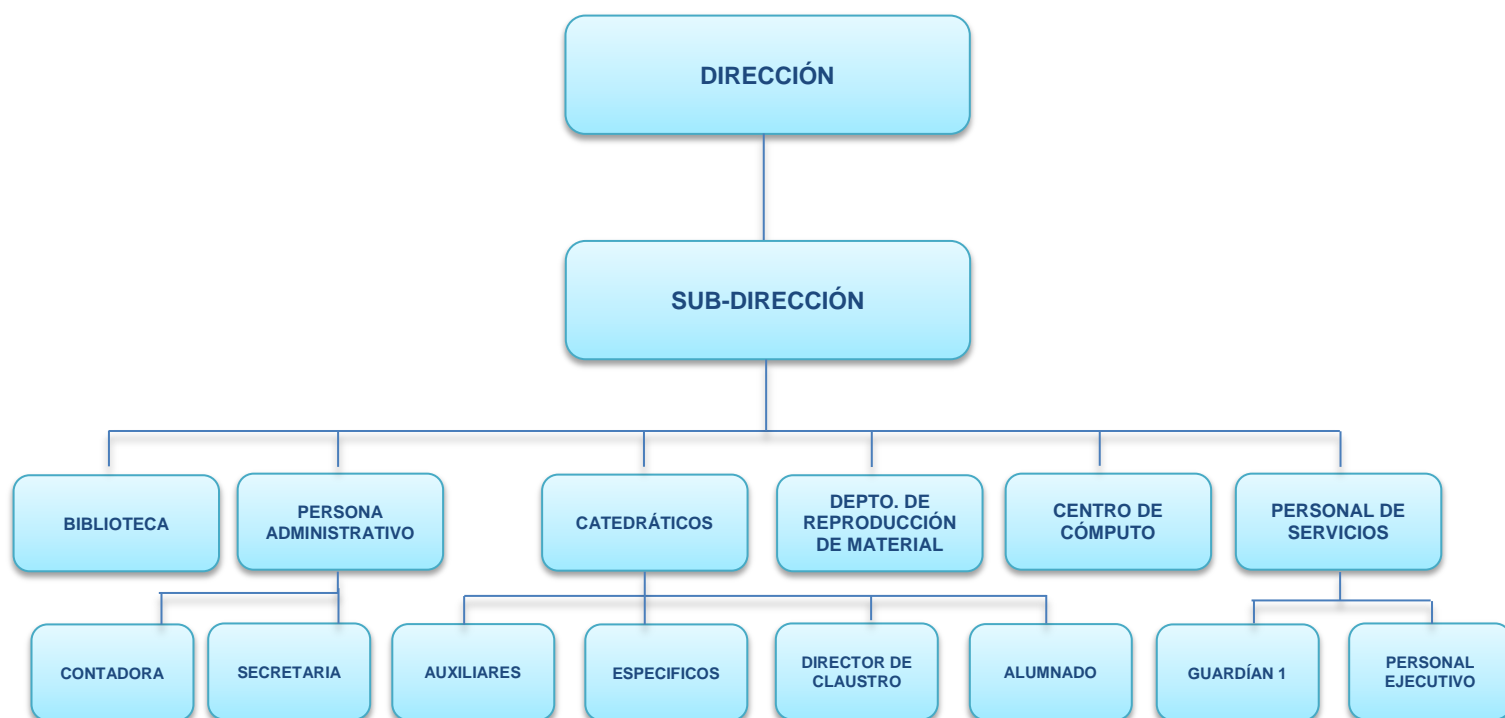 DIRECCIÓN
SUB-DIRECCIÓN
BIBLIOTECA
PERSONA
ADMINISTRATIVO
CATEDRÁTICOS
DEPTO. DE
REPRODUCCIÓN
DE MATERIAL
CENTRO DE
CÓMPUTO
PERSONAL DE
SERVICIOS
CONTADORA
SECRETARIA
AUXILIARES
ESPECIFICOS
DIRECTOR DE
CLAUSTRO
ALUMNADO
GUARDÍAN 1
PERSONAL
EJECUTIVO